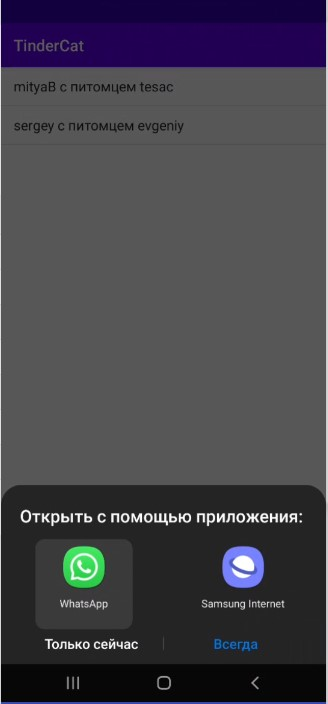 TinderCat
mityaB с питомцем tesac
sergey с питомцем evgeniy
Открыть с помощью приложения:
WhatsApp
Samsung Internet
Только сейчас
Всегда